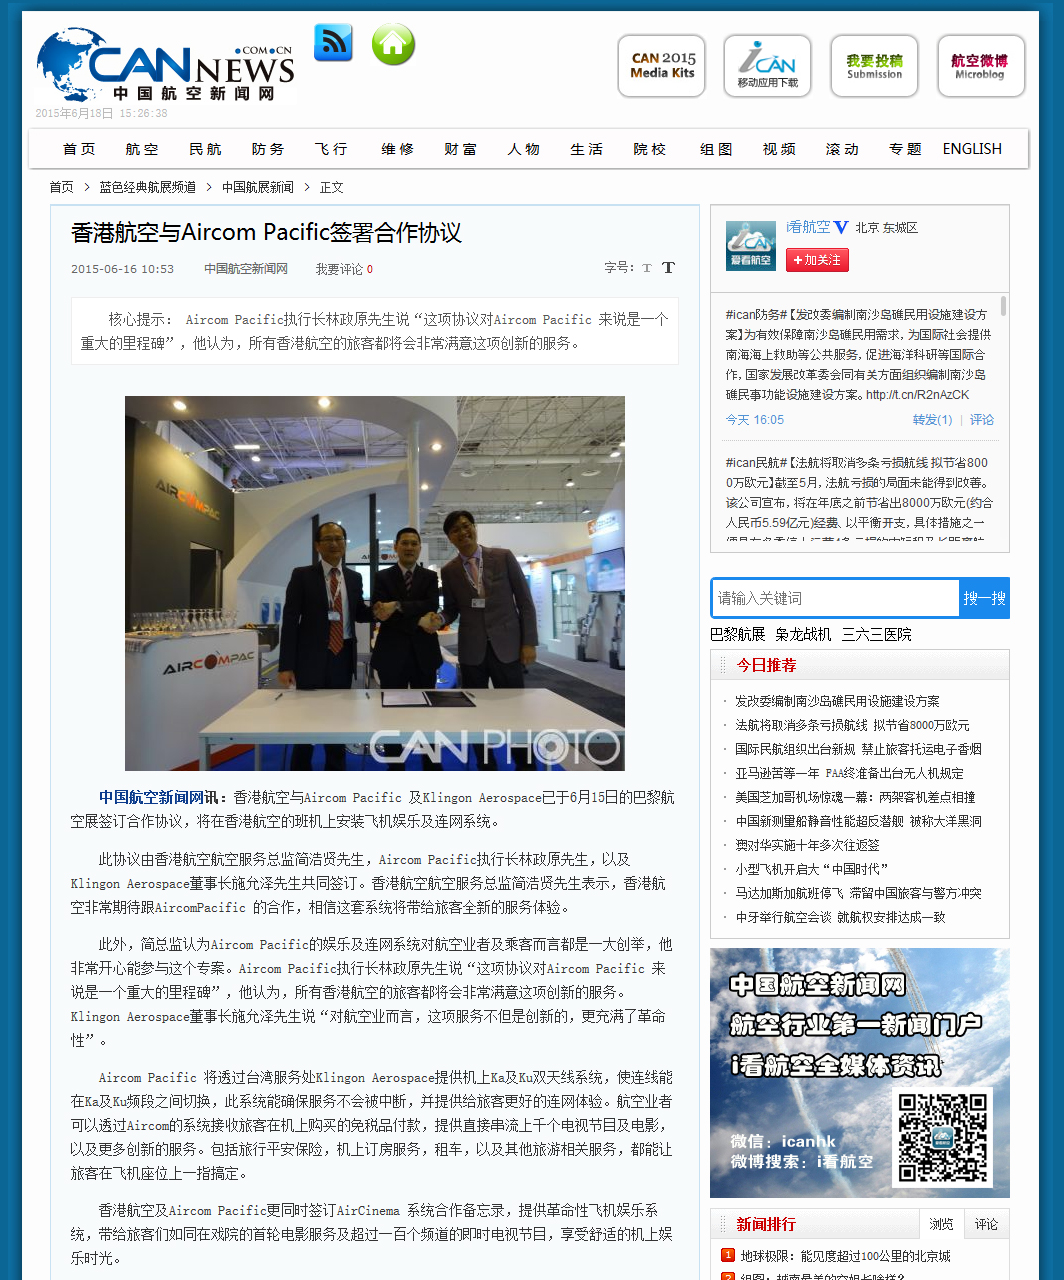 CANNEWS .COM.CN
中国航空新闻网
2015年6月18日 15:26:38
CAN 2015 Media Kits
iCAN 移动应用下载
我要投稿 Submission
航空微博 Microblog
首页 航空 民航 防务 飞行 维修 财富 人物 生活 院校 组图 视频 滚动 专题 ENGLISH
首页 > 蓝色经典航展频道 > 中国航展新闻 > 正文
香港航空与Aircom Pacific签署合作协议
2015-06-16 10:53 中国航空新闻网 我要评论 0 字号: T T
核心提示: Aircom Pacific执行长林政原先生说“这项协议对Aircom Pacific 来说是一个
重大的里程碑”，他认为，所有香港航空的旅客都将会非常满意这项创新的服务。
AIRCOMPAC
AIRCOMPAC
AIRCOMPAC
CAN PHOTO
中国航空新闻网讯：香港航空与Aircom Pacific 及Klingon Aerospace已于6月15日的巴黎航
空展签订合作协议，将在香港航空的班机上安装飞机娱乐及连网系统。
此协议由香港航空航空服务总监简浩贤先生，Aircom Pacific执行长林政原先生，以及
Klingon Aerospace董事长施允泽先生共同签订。香港航空航空服务总监简浩贤先生表示，香港航
空非常期待跟AircomPacific 的合作，相信这套系统将带给旅客全新的服务体验。
此外，简总监认为Aircom Pacific的娱乐及连网系统对航空业者及乘客而言都是一大创举，他
非常开心能参与这个专案。Aircom Pacific执行长林政原先生说“这项协议对Aircom Pacific 来
说是一个重大的里程碑”，他认为，所有香港航空的旅客都将会非常满意这项创新的服务。
Klingon Aerospace董事长施允泽先生说“对航空业而言，这项服务不但是创新的，更充满了革命
性”。
Aircom Pacific 将透过台湾服务处Klingon Aerospace提供机上Ka及Ku双天线系统，使连线能
在Ka及Ku频段之间切换，此系统能确保服务不会被中断，并提供给旅客更好的连网体验。航空业者
可以透过Aircom的系统接收旅客在机上购买的免税品付款，提供直接串流上千个电视节目及电影，
以及更多创新的服务。包括旅行平安保险，机上订房服务，租车，以及其他旅游相关服务，都能让
旅客在飞机座位上一指搞定。
香港航空及Aircom Pacific更同时签订AirCinema 系统合作备忘录，提供革命性飞机娱乐系
统，带给旅客们如同在戏院的首轮电影服务及超过一百个频道的即时电视节目，享受舒适的机上娱
乐时光。
iCAN 爱看航空
i看航空 V 北京 东城区
+ 加关注
#ican防务#【发改委编制南沙岛礁民用设施建设方
案】为有效保障南沙岛礁民用需求，为国际社会提供
南海海上救助等公共服务，促进海洋科研等国际合
作，国家发展改革委会同有关方面组织编制南沙岛
礁民事功能设施建设方案。http://t.cn/R2nAzCK
今天 16:05 转发(1) | 评论
#ican民航#【法航将取消多条亏损航线 拟节省800
0万欧元】截至5月，法航亏损的局面未能得到改善。
该公司宣布，将在年底之前节省出8000万欧元(约合
人民币5.59亿元)经费、以平衡开支，具体措施之一
请输入关键词 搜一搜
巴黎航展 枭龙战机 三六三医院
今日推荐
· 发改委编制南沙岛礁民用设施建设方案
· 法航将取消多条亏损航线 拟节省8000万欧元
· 国际民航组织出台新规 禁止旅客托运电子香烟
· 亚马逊苦等一年 FAA终准备出台无人机规定
· 美国芝加哥机场惊魂一幕：两架客机差点相撞
· 中国新测量船静音性能超反潜舰 被称大洋黑洞
· 澳对华实施十年多次往返签
· 小型飞机开启大“中国时代”
· 马达加斯加航班停飞 滞留中国旅客与警方冲突
· 中牙举行航空会谈 就航权安排达成一致
中国航空新闻网
航空行业第一新闻门户
i看航空全媒体资讯
微信：icanhk
微博搜索：i看航空
新闻排行 浏览 评论
1 地球极限：能见度超过100公里的北京城
2 组图：越南最美的空姐长啥样？